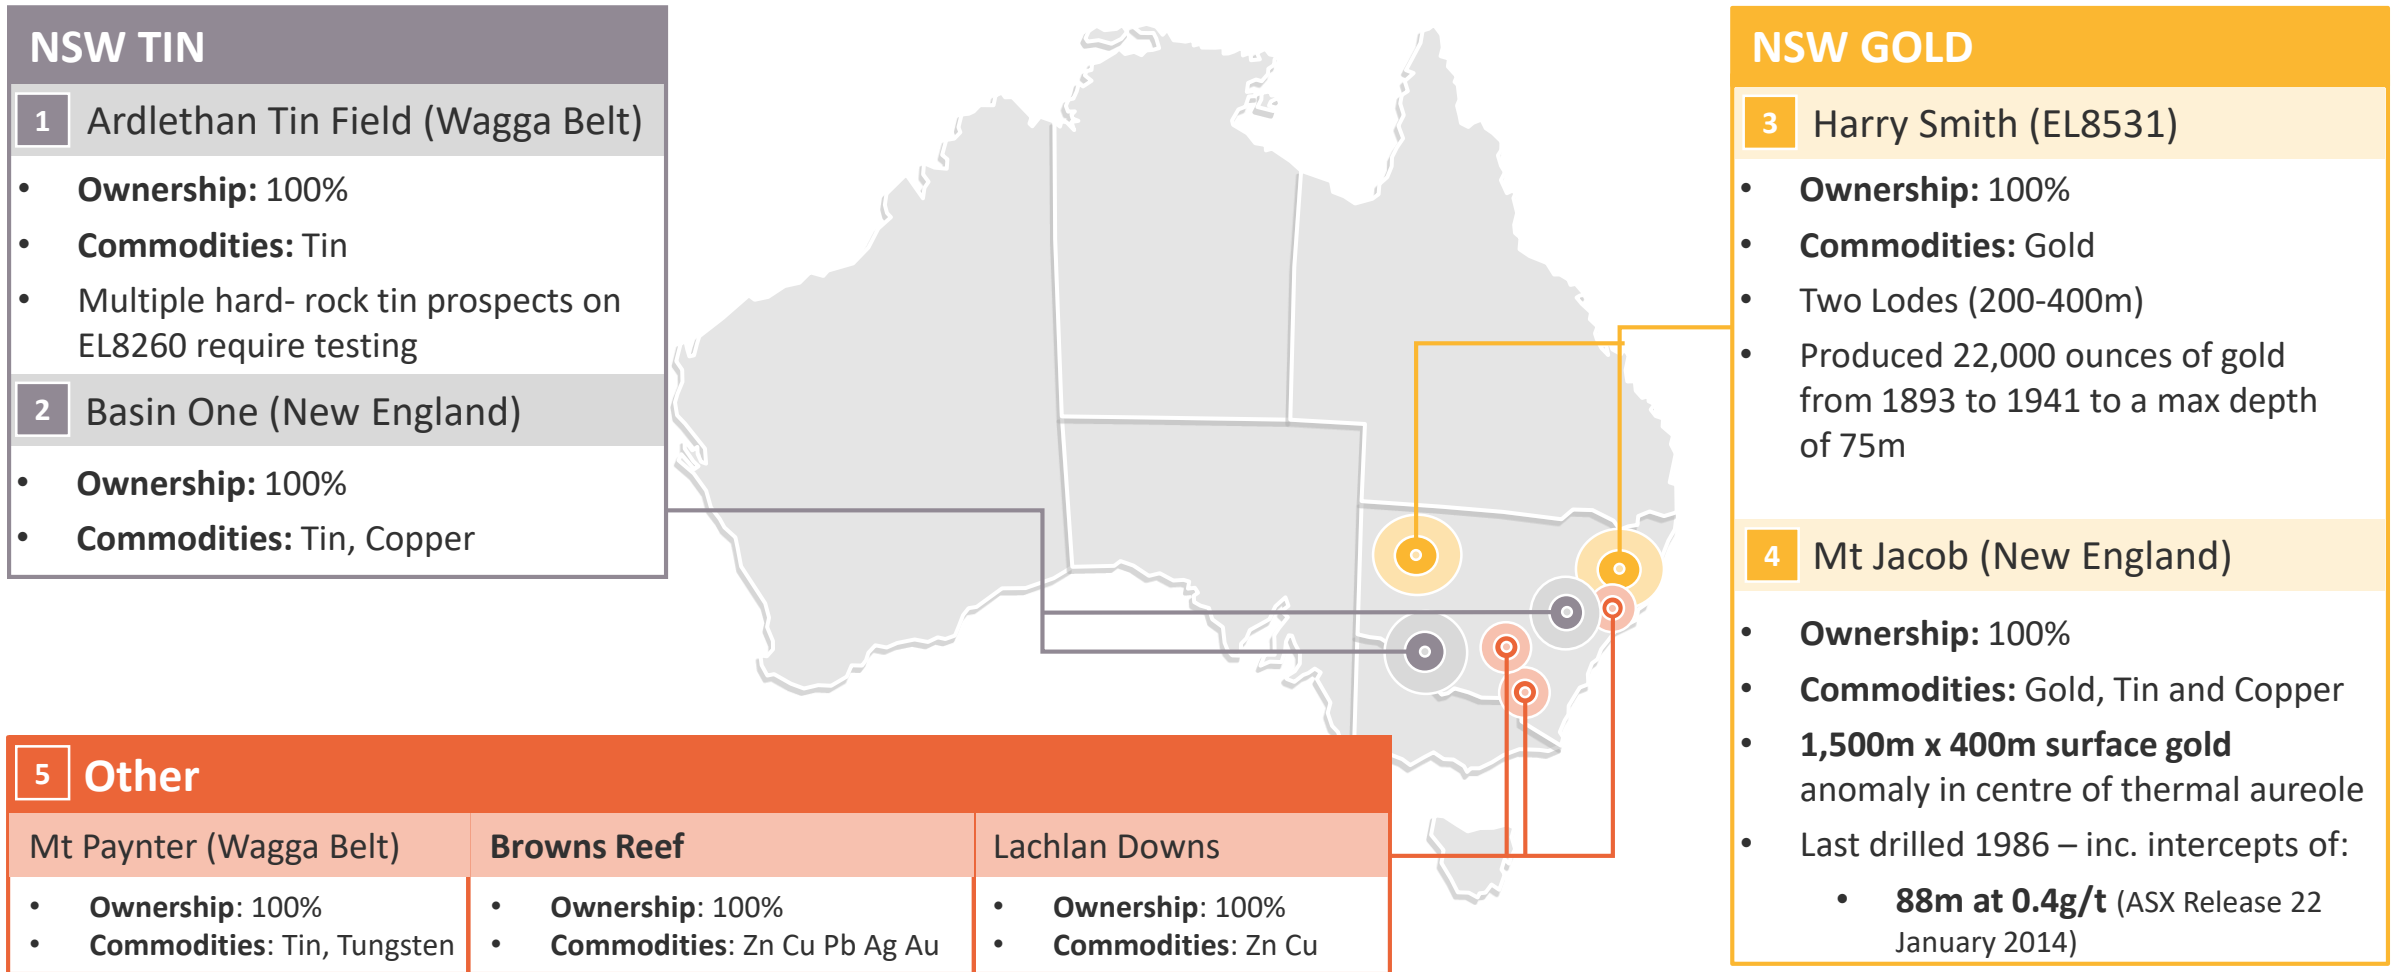 NSW TIN
1 Ardlethan Tin Field (Wagga Belt)
• Ownership: 100%
• Commodities: Tin
• Multiple hard- rock tin prospects on
EL8260 require testing
2 Basin One (New England)
• Ownership: 100%
• Commodities: Tin, Copper
NSW GOLD
3 Harry Smith (EL8531)
• Ownership: 100%
• Commodities: Gold
• Two Lodes (200-400m)
• Produced 22,000 ounces of gold
from 1893 to 1941 to a max depth
of 75m
4 Mt Jacob (New England)
• Ownership: 100%
• Commodities: Gold, Tin and Copper
• 1,500m x 400m surface gold
anomaly in centre of thermal aureole
• Last drilled 1986 – inc. intercepts of:
• 88m at 0.4g/t (ASX Release 22
January 2014)
5 Other
Mt Paynter (Wagga Belt)
• Ownership: 100%
• Commodities: Tin, Tungsten
Browns Reef
• Ownership: 100%
• Commodities: Zn Cu Pb Ag Au
Lachlan Downs
• Ownership: 100%
• Commodities: Zn Cu